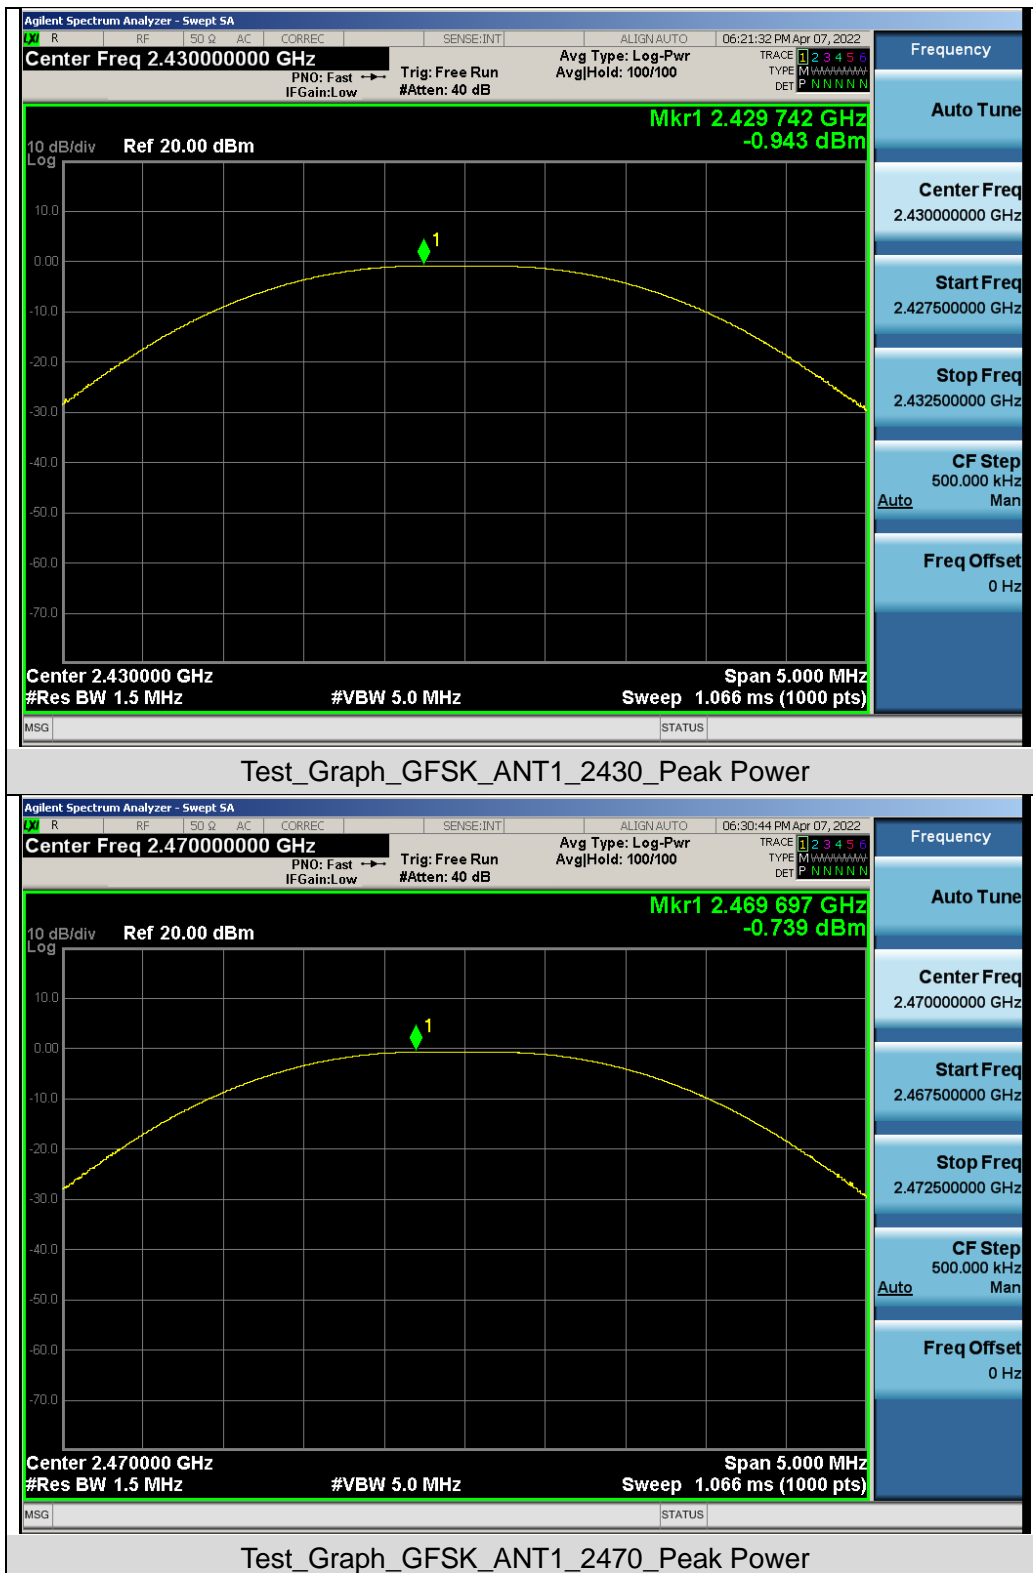 Agilent Spectrum Analyzer - Swept SA
LXI R RF 50 Ω AC CORREC SENSE:INT ALIGN AUTO 06:21:32 PM Apr 07, 2022
Center Freq 2.430000000 GHz
PNO: Fast
IFGain:Low
Trig: Free Run
#Atten: 40 dB
Avg Type: Log-Pwr
Avg|Hold: 100/100
TRACE 1 2 3 4 5 6
TYPE M WWWWW
DET P N N N N N
Frequency
Mkr1 2.429 742 GHz
-0.943 dBm
10 dB/div
Log
Ref 20.00 dBm
10.0
0.00
-10.0
-20.0
-30.0
-40.0
-50.0
-60.0
-70.0
1
Center 2.430000 GHz
#Res BW 1.5 MHz
#VBW 5.0 MHz
Span 5.000 MHz
Sweep 1.066 ms (1000 pts)
Auto Tune
Center Freq
2.430000000 GHz
Start Freq
2.427500000 GHz
Stop Freq
2.432500000 GHz
CF Step
500.000 kHz
Auto Man
Freq Offset
0 Hz
MSG STATUS
Test_Graph_GFSK_ANT1_2430_Peak Power
Agilent Spectrum Analyzer - Swept SA
LXI R RF 50 Ω AC CORREC SENSE:INT ALIGN AUTO 06:30:44 PM Apr 07, 2022
Center Freq 2.470000000 GHz
PNO: Fast
IFGain:Low
Trig: Free Run
#Atten: 40 dB
Avg Type: Log-Pwr
Avg|Hold: 100/100
TRACE 1 2 3 4 5 6
TYPE M WWWWW
DET P N N N N N
Frequency
Mkr1 2.469 697 GHz
-0.739 dBm
10 dB/div
Log
Ref 20.00 dBm
10.0
0.00
-10.0
-20.0
-30.0
-40.0
-50.0
-60.0
-70.0
1
Center 2.470000 GHz
#Res BW 1.5 MHz
#VBW 5.0 MHz
Span 5.000 MHz
Sweep 1.066 ms (1000 pts)
Auto Tune
Center Freq
2.470000000 GHz
Start Freq
2.467500000 GHz
Stop Freq
2.472500000 GHz
CF Step
500.000 kHz
Auto Man
Freq Offset
0 Hz
MSG STATUS
Test_Graph_GFSK_ANT1_2470_Peak Power